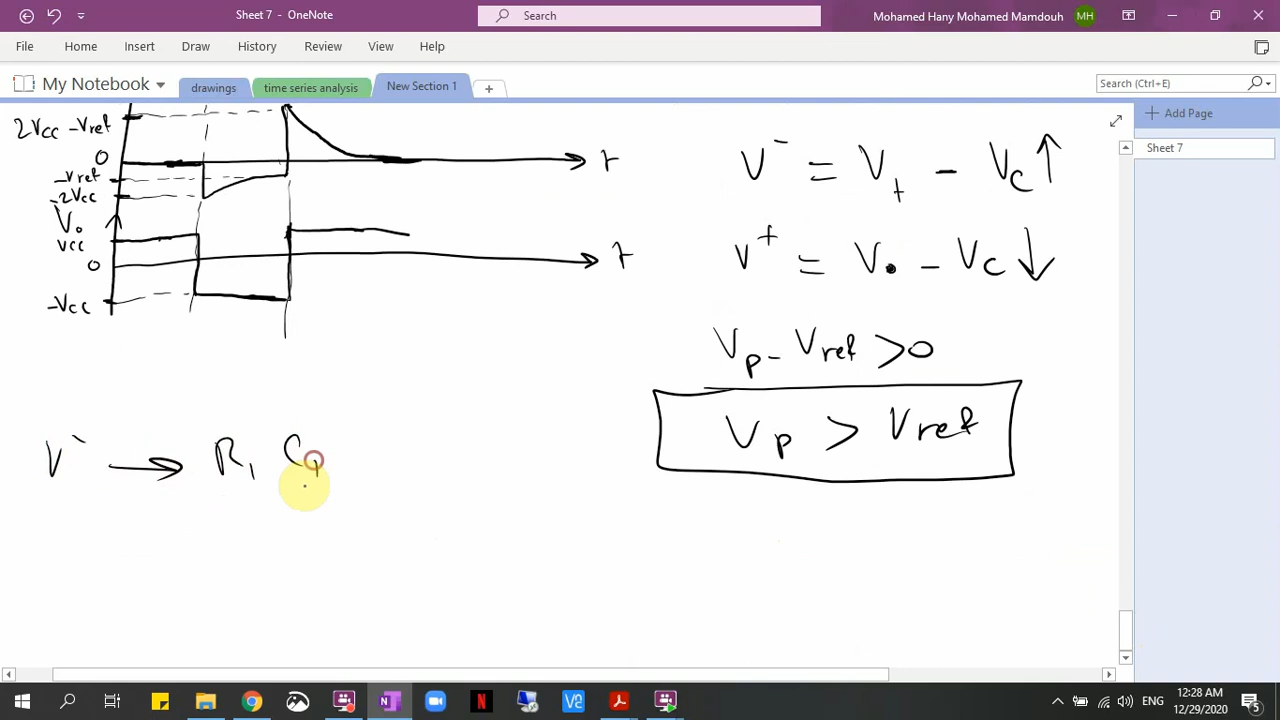 Sheet 7 - OneNote
Search
Mohamed Hany Mohamed Mamdouh
MH
File Home Insert Draw History Review View Help
My Notebook
drawings
time series analysis
New Section 1
Search (Ctrl+E)
Add Page
Sheet 7
2Vcc -Vref
0
-Vref
-2Vcc
t
Vo
Vcc
0
-Vcc
t
V- = V+ - Vc ↑
V+ = Vo - Vc ↓
Vp - Vref >0
Vp > Vref
V- → R1 C1
ENG
12:28 AM
12/29/2020
5